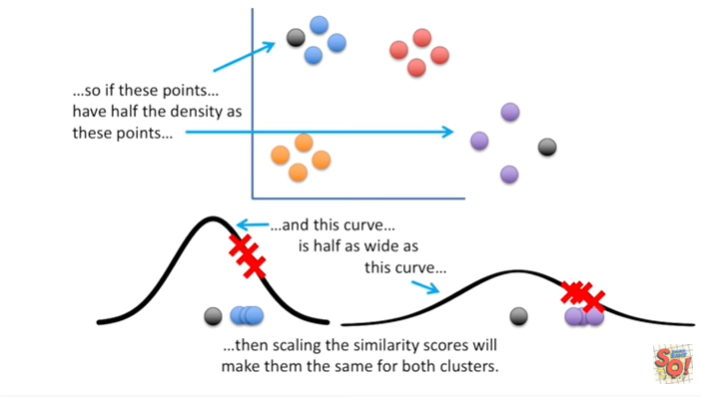 ...so if these points...
have half the density as
these points...
...and this curve...
is half as wide as
this curve...
...then scaling the similarity scores will
make them the same for both clusters.